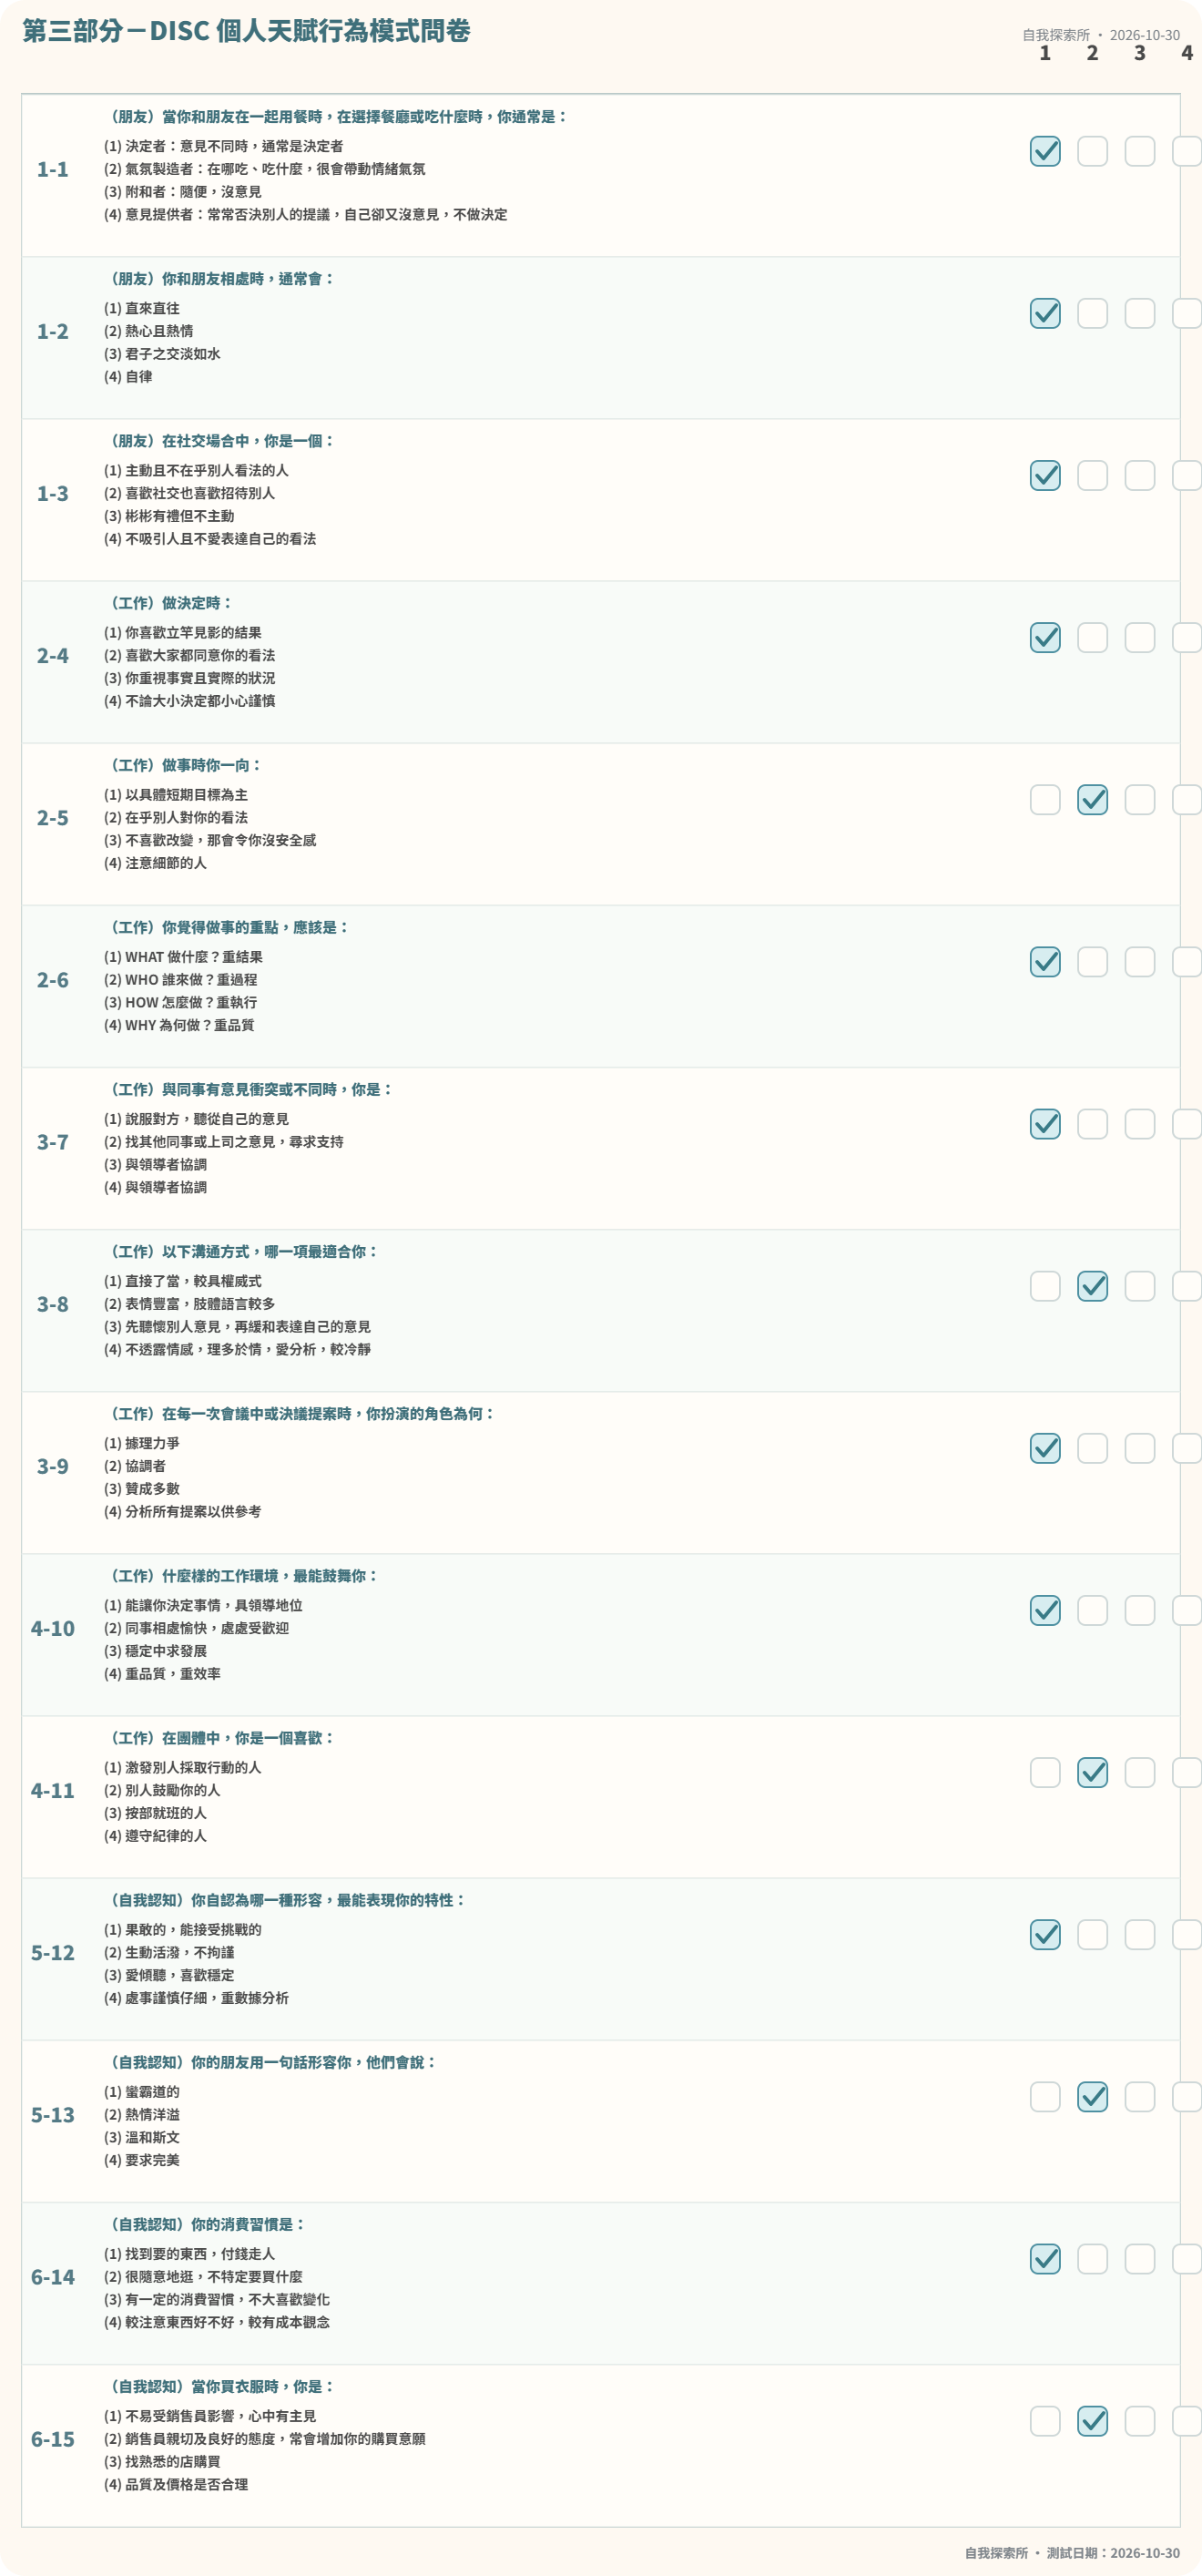 第三部分－DISC 個人天賦行為模式問卷
自我探索所 • 2026-10-30
1 2 3 4
1-1
（朋友）當你和朋友在一起用餐時，在選擇餐廳或吃什麼時，你通常是：
(1) 決定者：意見不同時，通常是決定者
(2) 氣氛製造者：在哪吃、吃什麼，很會帶動情緒氣氛
(3) 附和者：隨便，沒意見
(4) 意見提供者：常常否決別人的提議，自己卻又沒意見，不做決定
1-2
（朋友）你和朋友相處時，通常會：
(1) 直來直往
(2) 熱心且熱情
(3) 君子之交淡如水
(4) 自律
1-3
（朋友）在社交場合中，你是一個：
(1) 主動且不在乎別人看法的人
(2) 喜歡社交也喜歡招待別人
(3) 彬彬有禮但不主動
(4) 不吸引人且不愛表達自己的看法
2-4
（工作）做決定時：
(1) 你喜歡立竿見影的結果
(2) 喜歡大家都同意你的看法
(3) 你重視事實且實際的狀況
(4) 不論大小決定都小心謹慎
2-5
（工作）做事時你一向：
(1) 以具體短期目標為主
(2) 在乎別人對你的看法
(3) 不喜歡改變，那會令你沒安全感
(4) 注意細節的人
2-6
（工作）你覺得做事的重點，應該是：
(1) WHAT 做什麼？重結果
(2) WHO 誰來做？重過程
(3) HOW 怎麼做？重執行
(4) WHY 為何做？重品質
3-7
（工作）與同事有意見衝突或不同時，你是：
(1) 說服對方，聽從自己的意見
(2) 找其他同事或上司之意見，尋求支持
(3) 與領導者協調
(4) 與領導者協調
3-8
（工作）以下溝通方式，哪一項最適合你：
(1) 直接了當，較具權威式
(2) 表情豐富，肢體語言較多
(3) 先聽懷別人意見，再緩和表達自己的意見
(4) 不透露情感，理多於情，愛分析，較冷靜
3-9
（工作）在每一次會議中或決議提案時，你扮演的角色為何：
(1) 據理力爭
(2) 協調者
(3) 贊成多數
(4) 分析所有提案以供參考
4-10
（工作）什麼樣的工作環境，最能鼓舞你：
(1) 能讓你決定事情，具領導地位
(2) 同事相處愉快，處處受歡迎
(3) 穩定中求發展
(4) 重品質，重效率
4-11
（工作）在團體中，你是一個喜歡：
(1) 激發別人採取行動的人
(2) 別人鼓勵你的人
(3) 按部就班的人
(4) 遵守紀律的人
5-12
（自我認知）你自認為哪一種形容，最能表現你的特性：
(1) 果敢的，能接受挑戰的
(2) 生動活潑，不拘謹
(3) 愛傾聽，喜歡穩定
(4) 處事謹慎仔細，重數據分析
5-13
（自我認知）你的朋友用一句話形容你，他們會說：
(1) 蠻霸道的
(2) 熱情洋溢
(3) 溫和斯文
(4) 要求完美
6-14
（自我認知）你的消費習慣是：
(1) 找到要的東西，付錢走人
(2) 很隨意地逛，不特定要買什麼
(3) 有一定的消費習慣，不大喜歡變化
(4) 較注意東西好不好，較有成本觀念
6-15
（自我認知）當你買衣服時，你是：
(1) 不易受銷售員影響，心中有主見
(2) 銷售員親切及良好的態度，常會增加你的購買意願
(3) 找熟悉的店購買
(4) 品質及價格是否合理
自我探索所 • 測試日期：2026-10-30